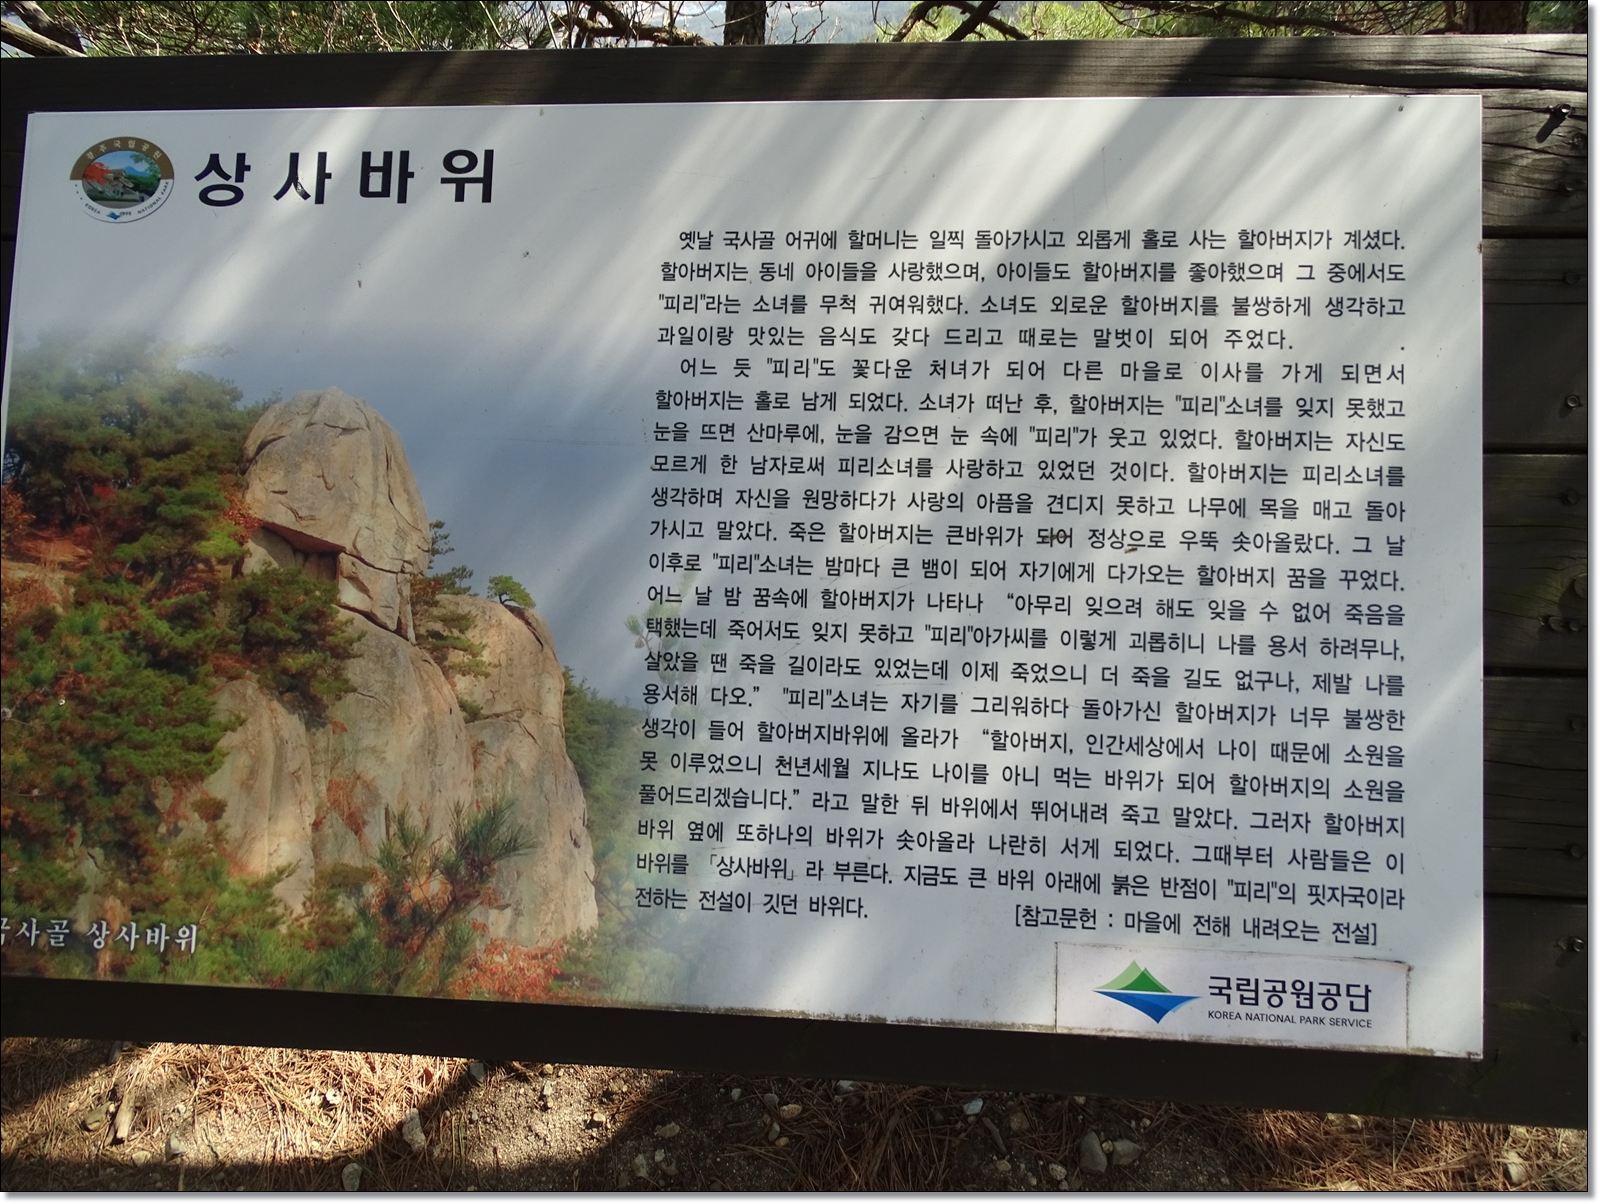 경주국립공원
KOREA NATIONAL PARK
상사바위
옛날 국사골 어귀에 할머니는 일찍 돌아가시고 외롭게 홀로 사는 할아버지가 계셨다.
할아버지는 동네 아이들을 사랑했으며, 아이들도 할아버지를 좋아했으며 그 중에서도
"피리"라는 소녀를 무척 귀여워했다. 소녀도 외로운 할아버지를 불쌍하게 생각하고
과일이랑 맛있는 음식도 갖다 드리고 때로는 말벗이 되어 주었다.
어느 듯 "피리"도 꽃다운 처녀가 되어 다른 마을로 이사를 가게 되면서
할아버지는 홀로 남게 되었다. 소녀가 떠난 후, 할아버지는 "피리"소녀를 잊지 못했고
눈을 뜨면 산마루에, 눈을 감으면 눈 속에 "피리"가 웃고 있었다. 할아버지는 자신도
모르게 한 남자로써 피리소녀를 사랑하고 있었던 것이다. 할아버지는 피리소녀를
생각하며 자신을 원망하다가 사랑의 아픔을 견디지 못하고 나무에 목을 매고 돌아
가시고 말았다. 죽은 할아버지는 큰바위가 되어 정상으로 우뚝 솟아올랐다. 그 날
이후로 "피리"소녀는 밤마다 큰 뱀이 되어 자기에게 다가오는 할아버지 꿈을 꾸었다.
어느 날 밤 꿈속에 할아버지가 나타나 “아무리 잊으려 해도 잊을 수 없어 죽음을
택했는데 죽어서도 잊지 못하고 "피리"아가씨를 이렇게 괴롭히니 나를 용서 하려무나,
살았을 땐 죽을 길이라도 있었는데 이제 죽었으니 더 죽을 길도 없구나, 제발 나를
용서해 다오.” "피리"소녀는 자기를 그리워하다 돌아가신 할아버지가 너무 불쌍한
생각이 들어 할아버지바위에 올라가 “할아버지, 인간세상에서 나이 때문에 소원을
못 이루었으니 천년세월 지나도 나이를 아니 먹는 바위가 되어 할아버지의 소원을
풀어드리겠습니다.” 라고 말한 뒤 바위에서 뛰어내려 죽고 말았다. 그러자 할아버지
바위 옆에 또하나의 바위가 솟아올라 나란히 서게 되었다. 그때부터 사람들은 이
바위를 「상사바위」라 부른다. 지금도 큰 바위 아래에 붉은 반점이 "피리"의 핏자국이라
전하는 전설이 깃던 바위다.
[참고문헌 : 마을에 전해 내려오는 전설]
국사골 상사바위
국립공원공단
KOREA NATIONAL PARK SERVICE